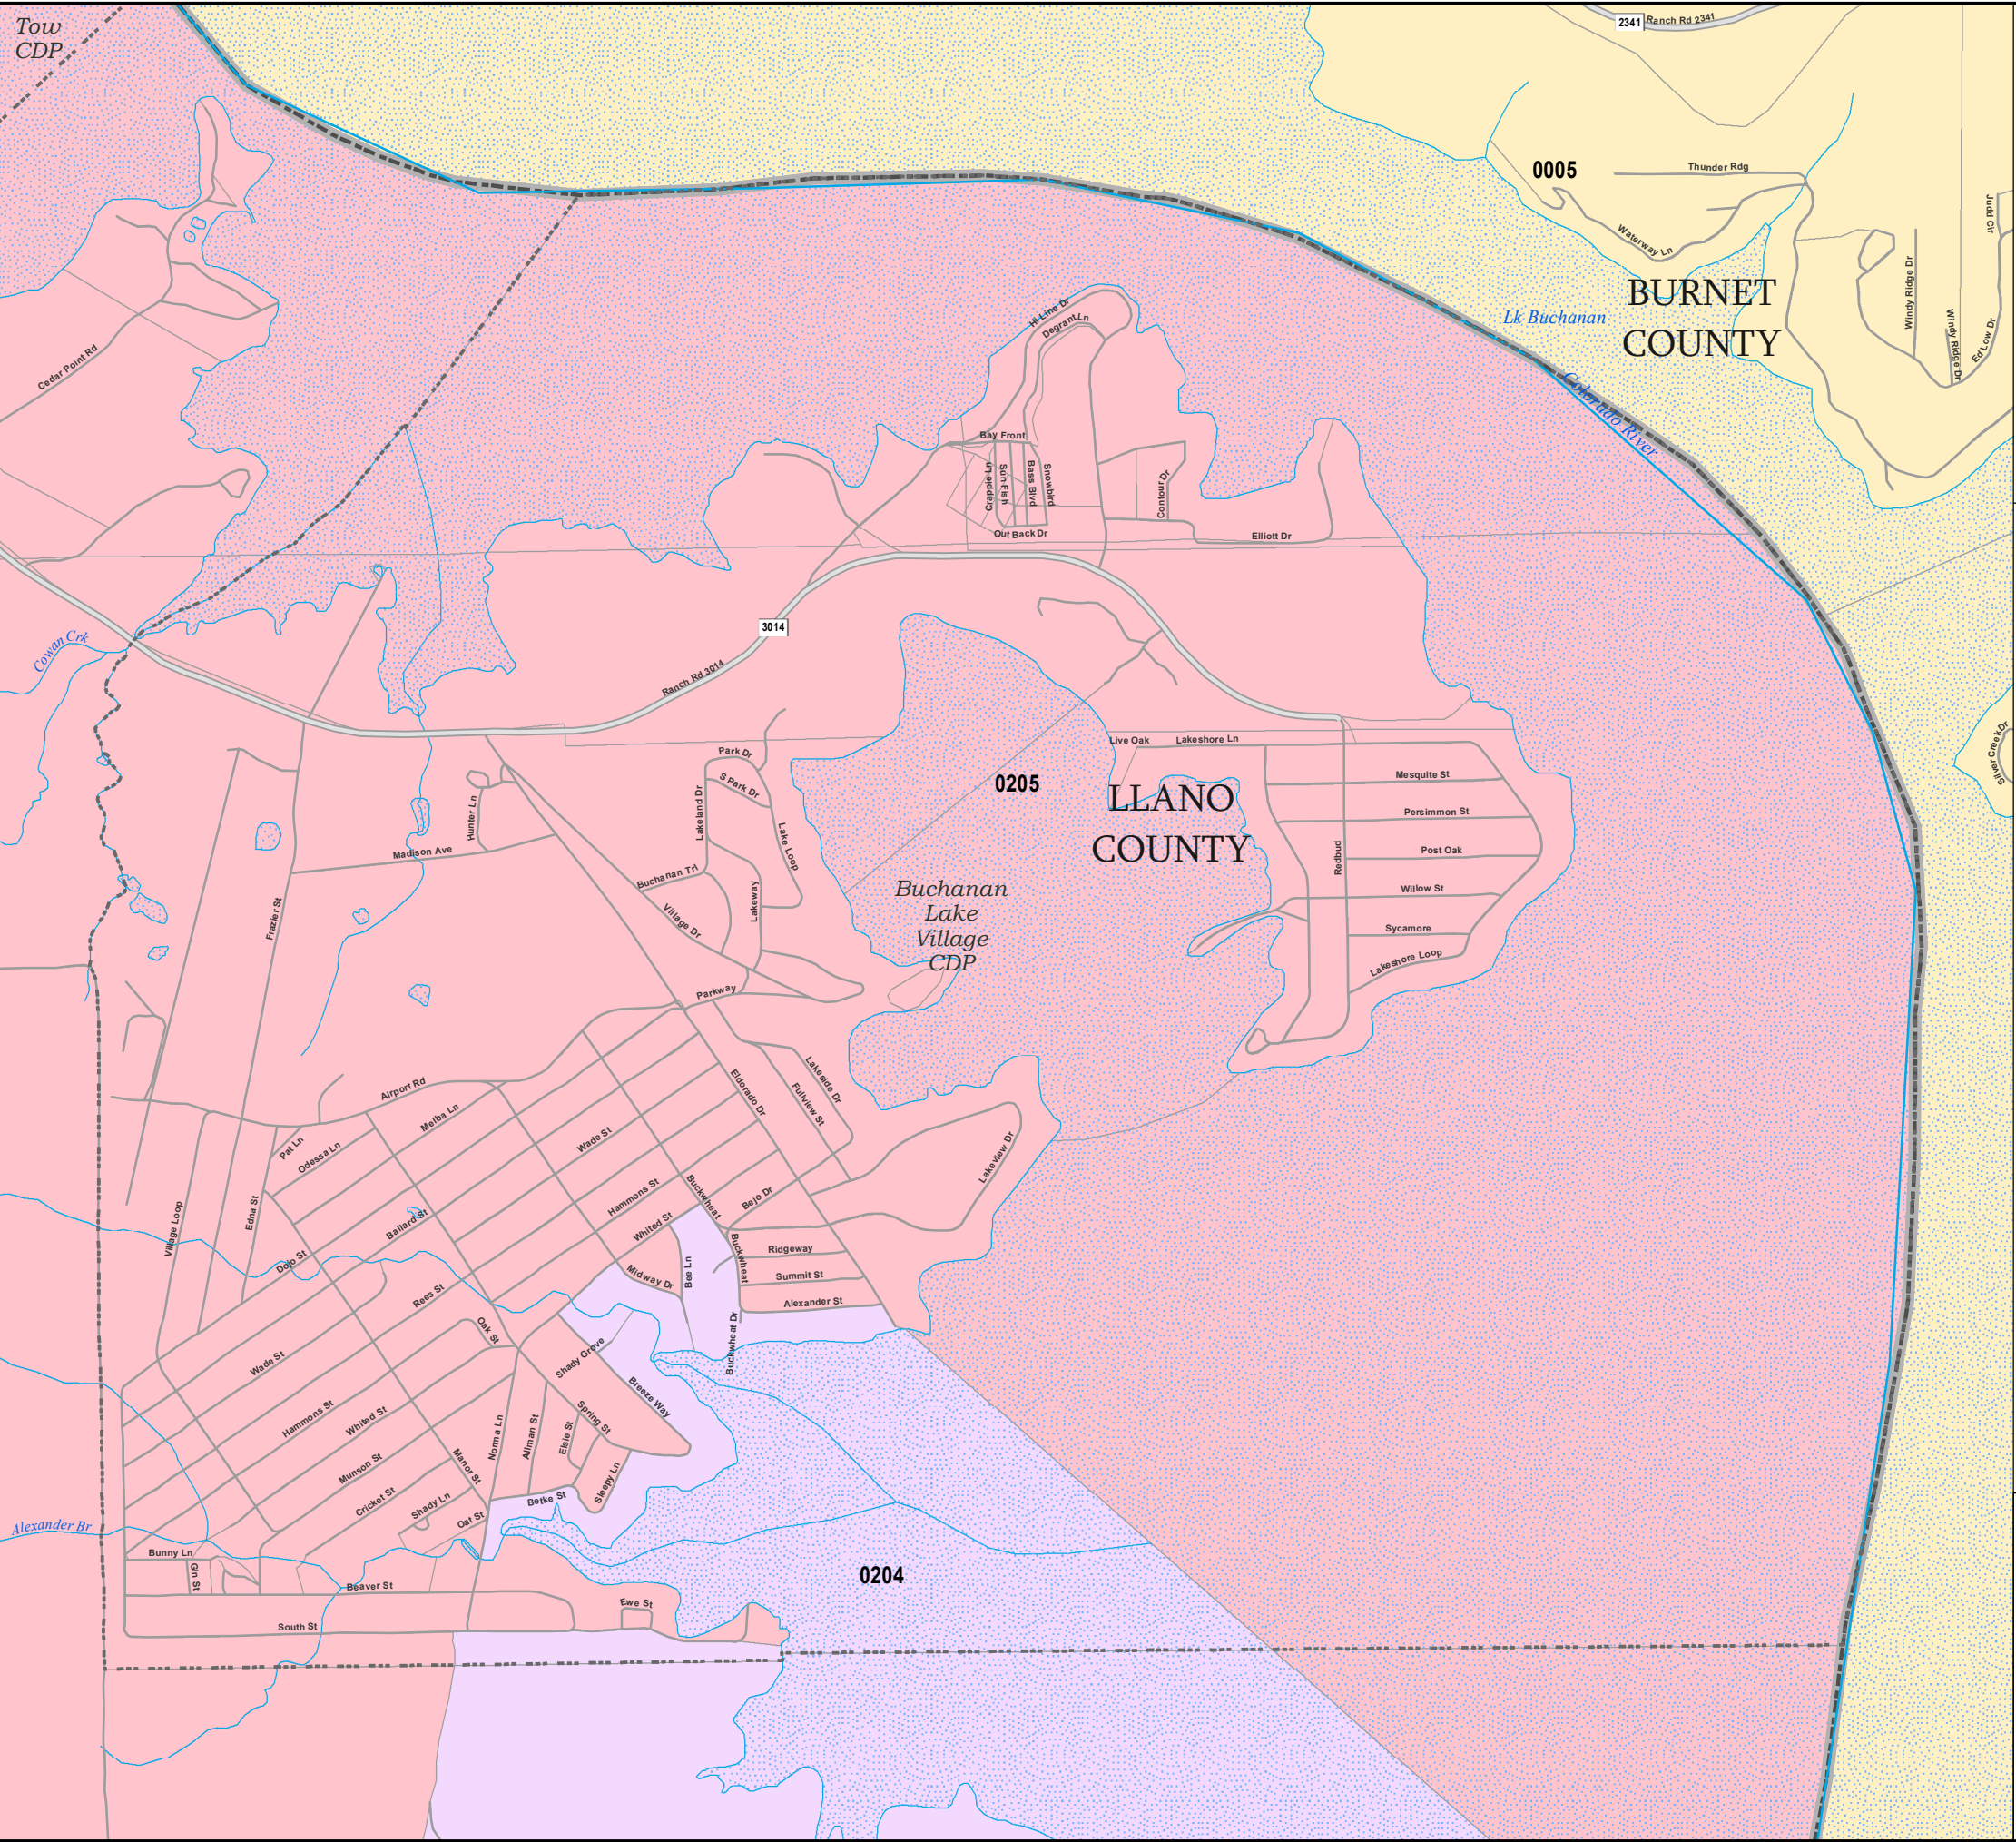 Tow
CDP
2341
Ranch Rd 2341
0005
Thunder Rdg
Judd Cir
Waterway Ln
BURNET
COUNTY
Windy Ridge Dr
Windy Ridge Dr
Ed Low Dr
Lk Buchanan
Colorado River
Hi Line Dr
Degrant Ln
Cedar Point Rd
Bay Front
Crappie Ln
Sun Fish
Bass Blvd
Snowbird
Contour Dr
Out Back Dr
Elliott Dr
Cowan Crk
3014
Ranch Rd 3014
Silver Creek Dr
Live Oak
Lakeshore Ln
Park Dr
S Park Dr
Mesquite St
0205
LLANO
COUNTY
Hunter Ln
Lakeland Dr
Lake Loop
Persimmon St
Madison Ave
Redbud
Post Oak
Buchanan Trl
Willow St
Buchanan
Lake
Village
CDP
Frazier St
Village Dr
Lakeway
Sycamore
Lakeshore Loop
Parkway
Airport Rd
Melba Ln
Eldorado Dr
Lakeside Dr
Fullview St
Pat Ln
Odessa Ln
Wade St
Lakeview Dr
Village Loop
Edna St
Ballard St
Hammons St
Buckwheat
Bejo Dr
Whited St
Dojo St
Buckwheat
Ridgeway
Midway Dr
Bee Ln
Summit St
Rees St
Alexander St
Oak St
Buckwheat Dr
Shady Grove
Wade St
Breeze Way
Hammons St
Whited St
Norma Ln
Allman St
Elsie St
Spring St
Munson St
Manor St
Sleepy Ln
Cricket St
Shady Ln
Betke St
Oat St
Alexander Br
Bunny Ln
Gin St
0204
Beaver St
Ewe St
South St